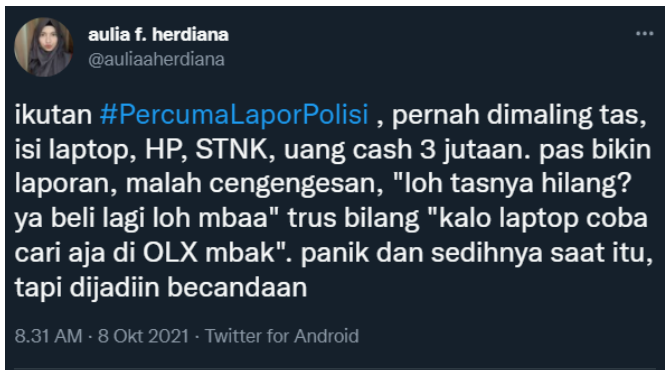 aulia f. herdiana
@auliaaherdiana
ikutan #PercumaLaporPolisi , pernah dimaling tas,
isi laptop, HP, STNK, uang cash 3 jutaan. pas bikin
laporan, malah cengengesan, "loh tasnya hilang?
ya beli lagi loh mbaa" trus bilang "kalo laptop coba
cari aja di OLX mbak". panik dan sedihnya saat itu,
tapi dijadiin becandaan
8.31 AM · 8 Okt 2021 · Twitter for Android